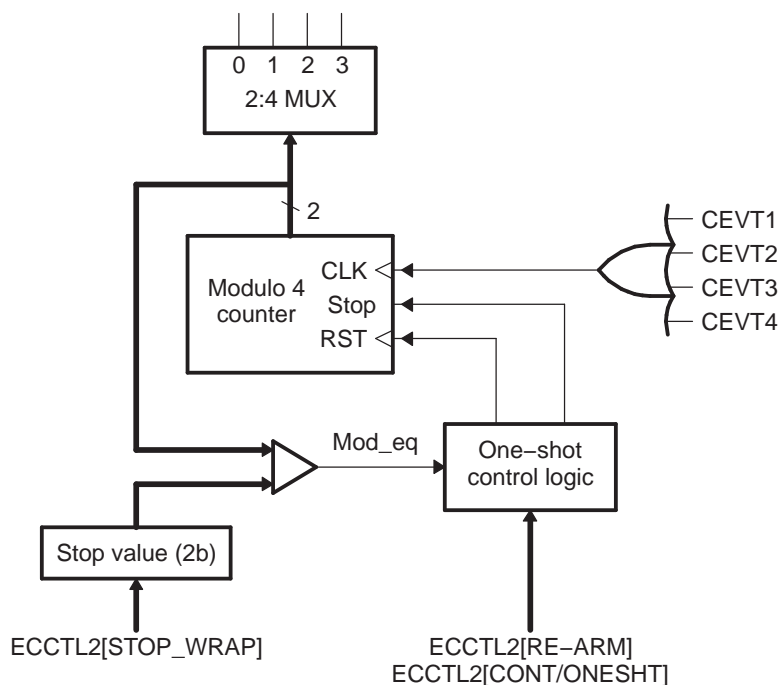 0 1 2 3
2:4 MUX
2
CEVT1
CLK
CEVT2
Modulo 4
counter
Stop
CEVT3
RST
CEVT4
Mod_eq
One−shot
control logic
Stop value (2b)
ECCTL2[STOP_WRAP]
ECCTL2[RE−ARM]
ECCTL2[CONT/ONESHT]